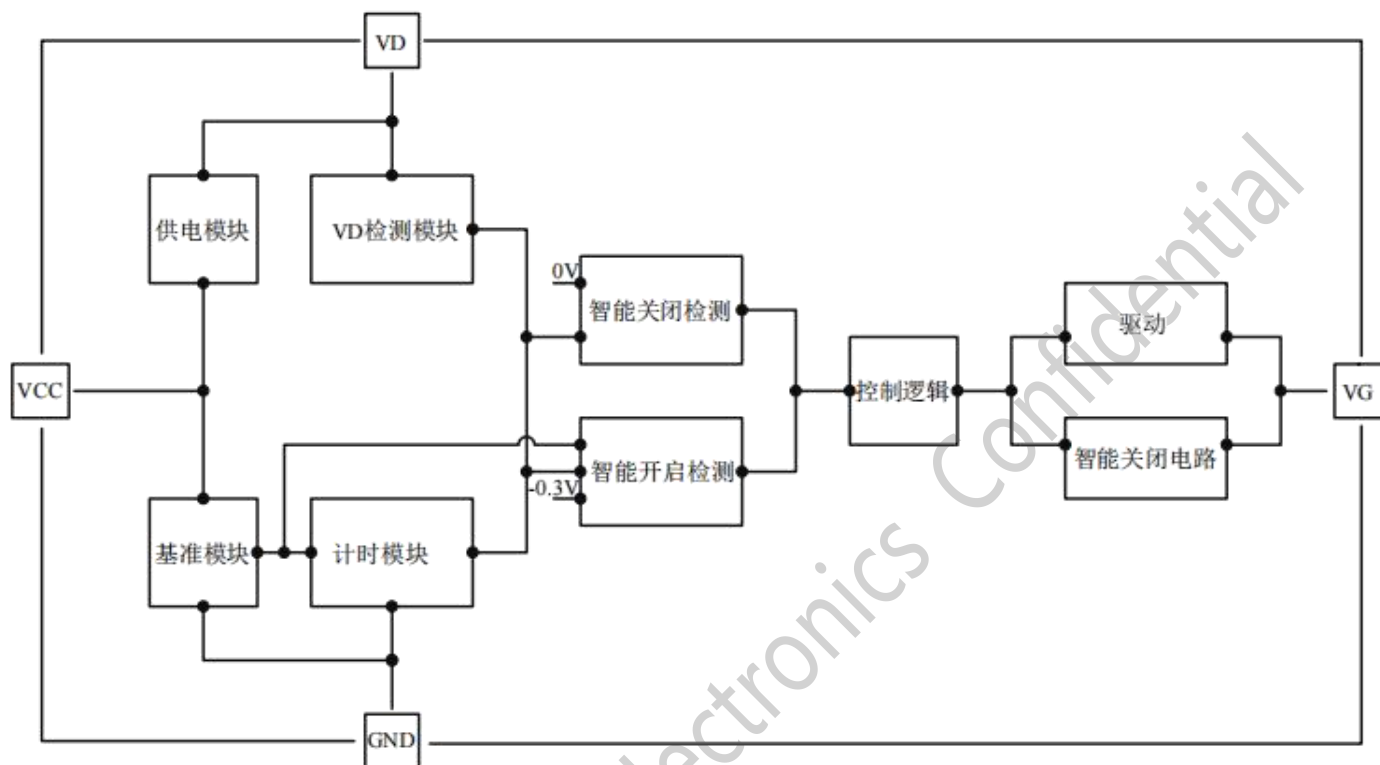 VD
供电模块
VD检测模块
0V
智能关闭检测
驱动
VCC
控制逻辑
VG
智能开启检测
-0.3V
智能关闭电路
基准模块
计时模块
GND
lectronics Confidential